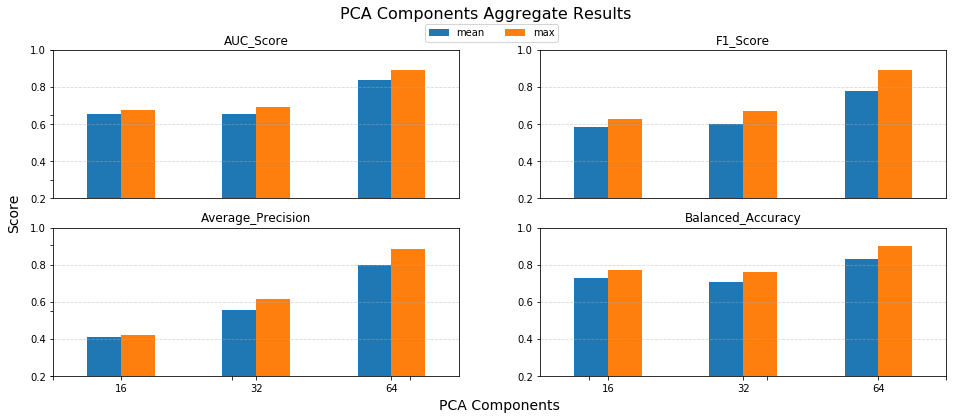 PCA Components Aggregate Results
mean max
AUC_Score
1.0
0.8
0.6
0.4
0.2
F1_Score
1.0
0.8
0.6
0.4
0.2
Score
Average_Precision
1.0
0.8
0.6
0.4
0.2
16 32 64
Balanced_Accuracy
1.0
0.8
0.6
0.4
0.2
16 32 64
PCA Components